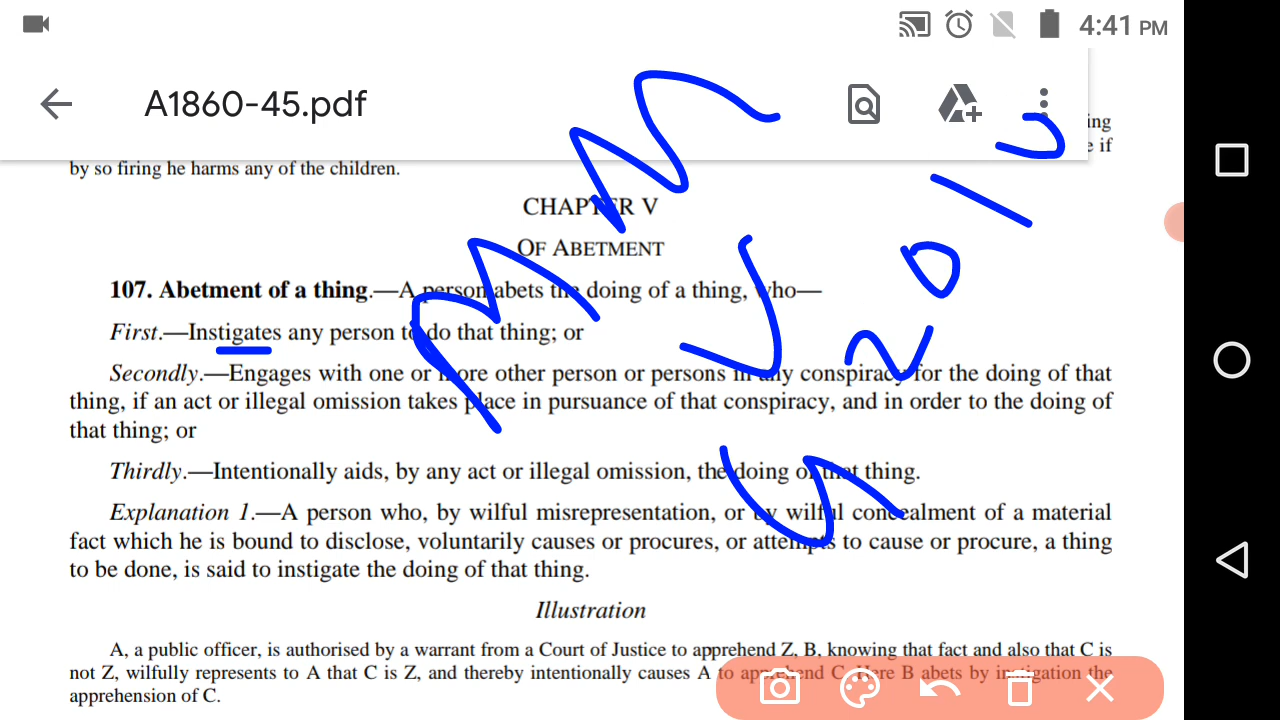 4:41 PM
A1860-45.pdf
ing
e if
by so firing he harms any of the children.
CHAPTER V
OF ABETMENT
107. Abetment of a thing.—A person abets the doing of a thing, who—
First.—Instigates any person to do that thing; or
Secondly.—Engages with one or more other person or persons in any conspiracy for the doing of that
thing, if an act or illegal omission takes place in pursuance of that conspiracy, and in order to the doing of
that thing; or
Thirdly.—Intentionally aids, by any act or illegal omission, the doing of that thing.
Explanation 1.—A person who, by wilful misrepresentation, or by wilful concealment of a material
fact which he is bound to disclose, voluntarily causes or procures, or attempts to cause or procure, a thing
to be done, is said to instigate the doing of that thing.
Illustration
A, a public officer, is authorised by a warrant from a Court of Justice to apprehend Z, B, knowing that fact and also that C is
not Z, wilfully represents to A that C is Z, and thereby intentionally causes A to apprehend C. Here B abets by instigation the
apprehension of C.